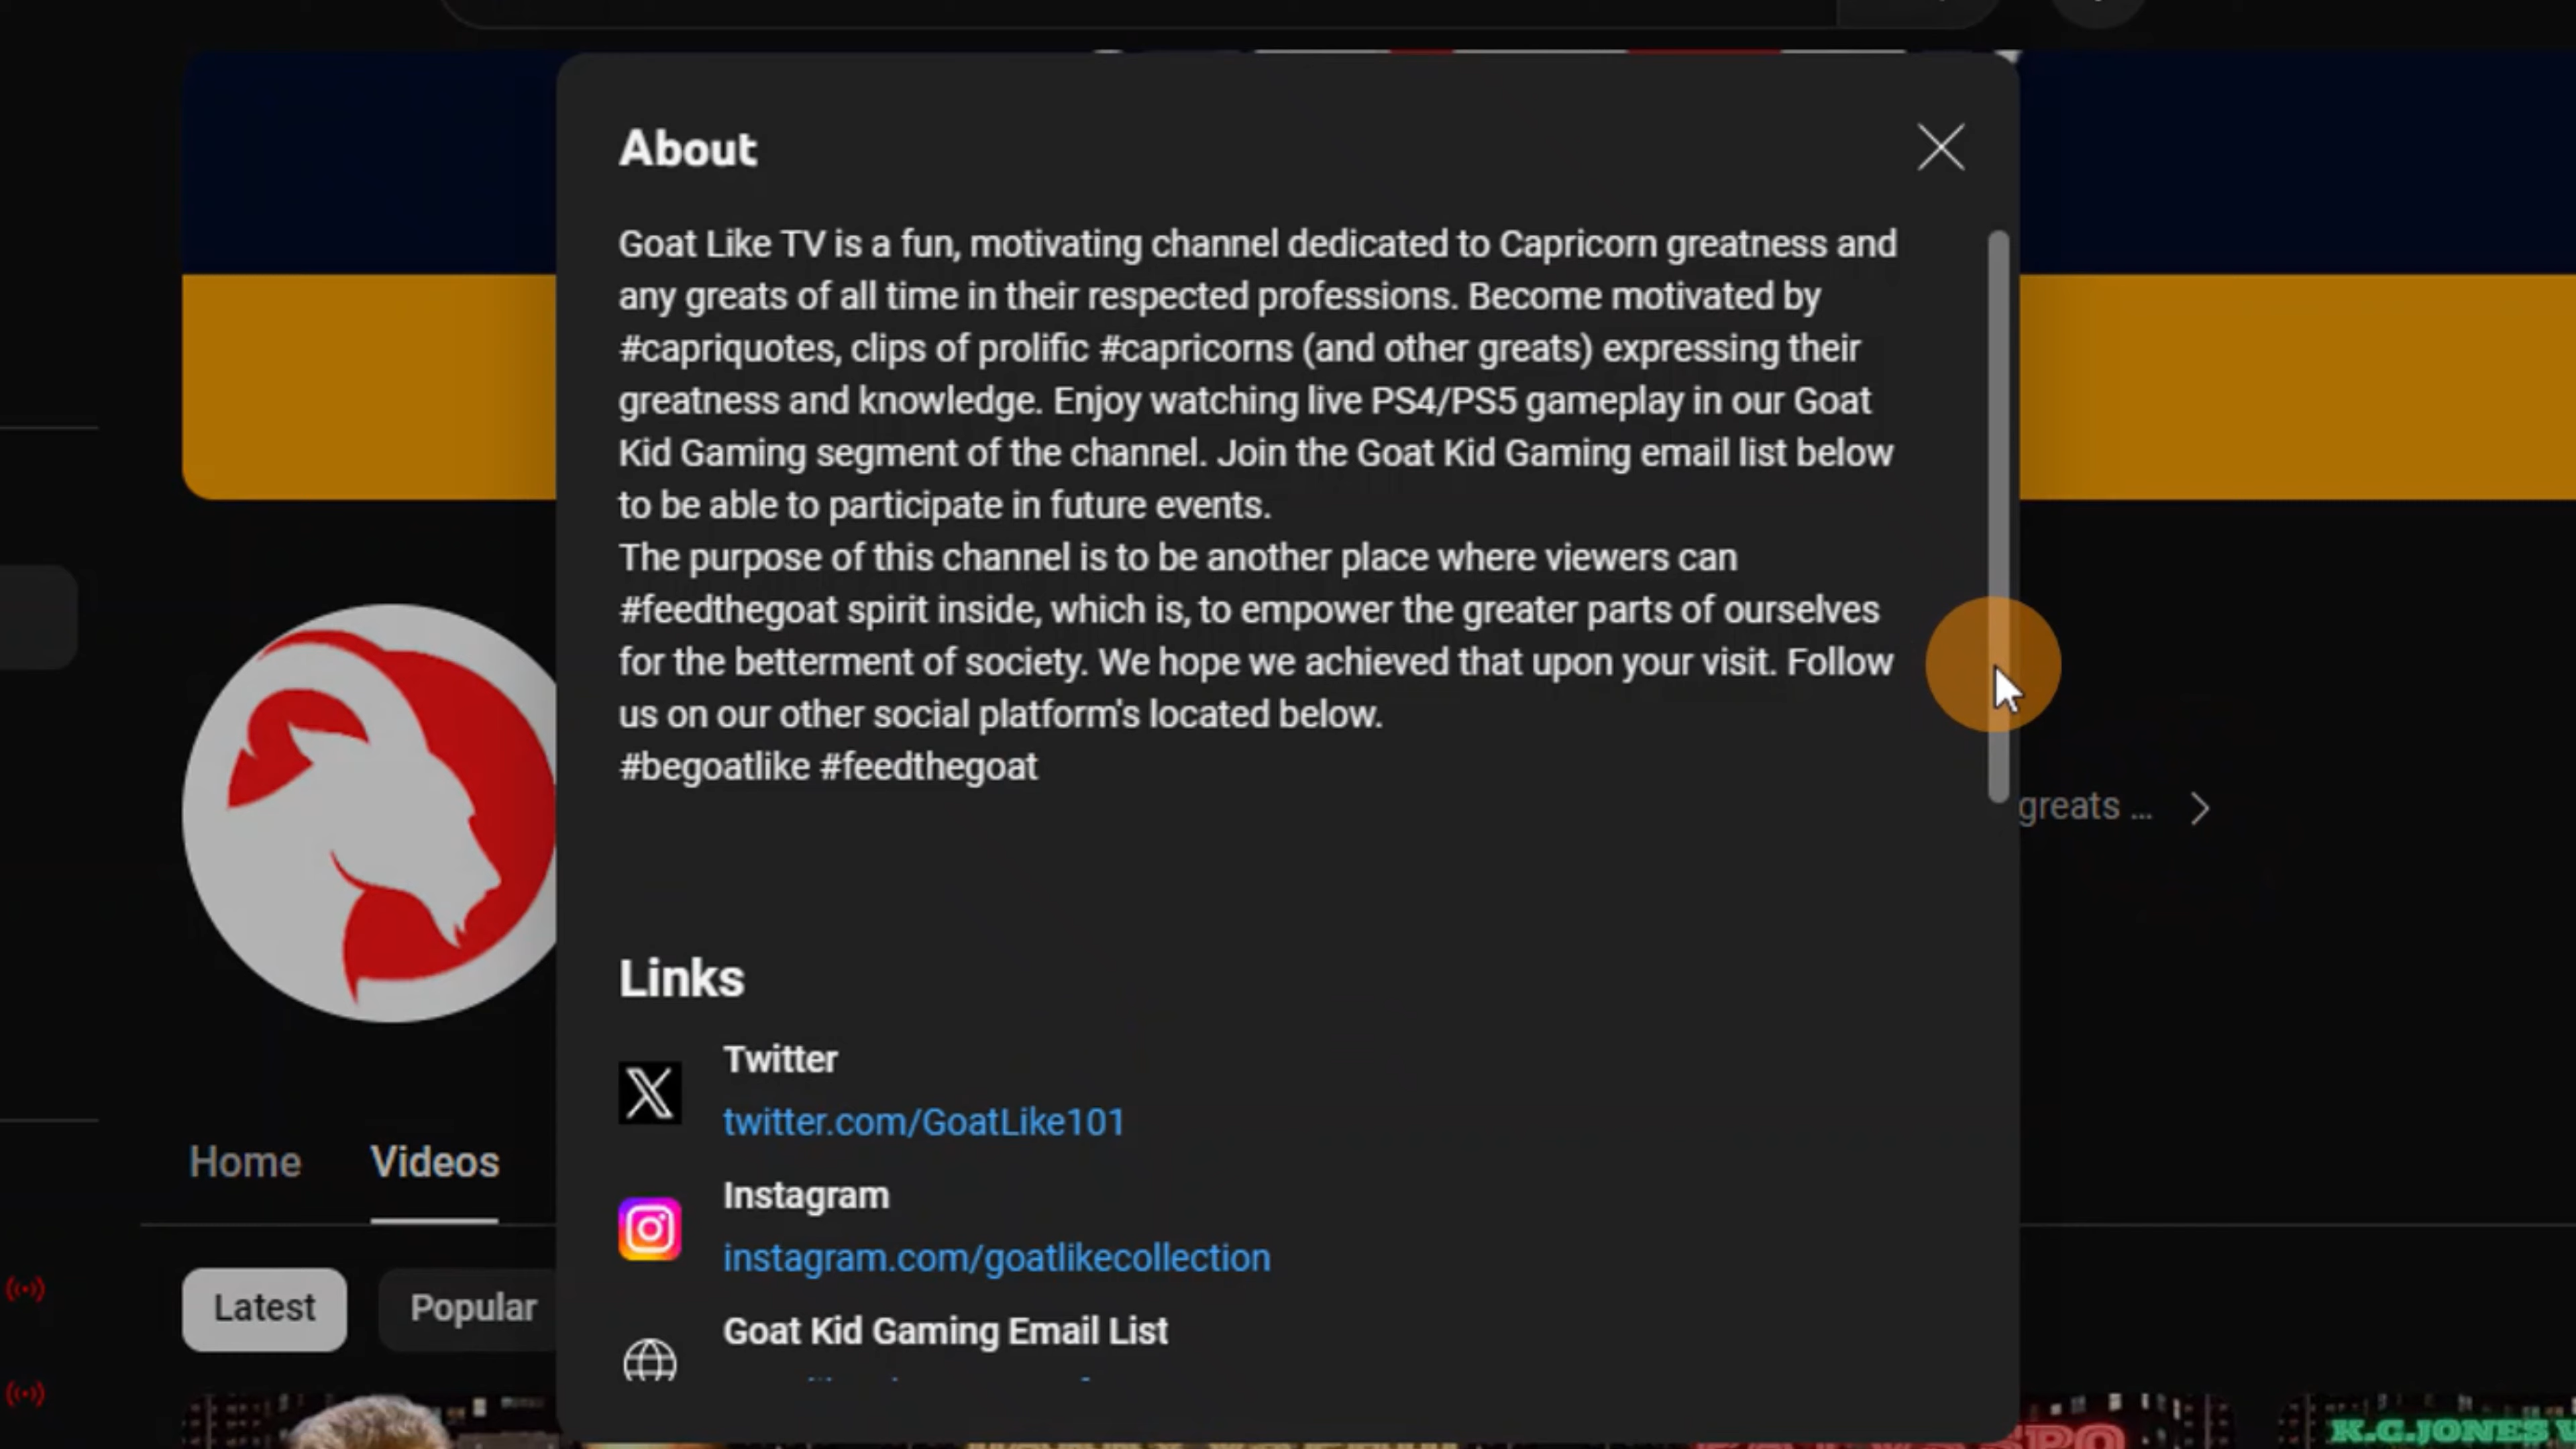 About
Goat Like TV is a fun, motivating channel dedicated to Capricorn greatness and
any greats of all time in their respected professions. Become motivated by
#capriquotes, clips of prolific #capricorns (and other greats) expressing their
greatness and knowledge. Enjoy watching live PS4/PS5 gameplay in our Goat
Kid Gaming segment of the channel. Join the Goat Kid Gaming email list below
to be able to participate in future events.
The purpose of this channel is to be another place where viewers can
#feedthegoat spirit inside, which is, to empower the greater parts of ourselves
for the betterment of society. We hope we achieved that upon your visit. Follow
us on our other social platform's located below.
#begoatlike #feedthegoat
greats ...
Links
Twitter
twitter.com/GoatLike101
Instagram
instagram.com/goatlikecollection
Goat Kid Gaming Email List
Home
Videos
Latest
Popular
K.C.JONES